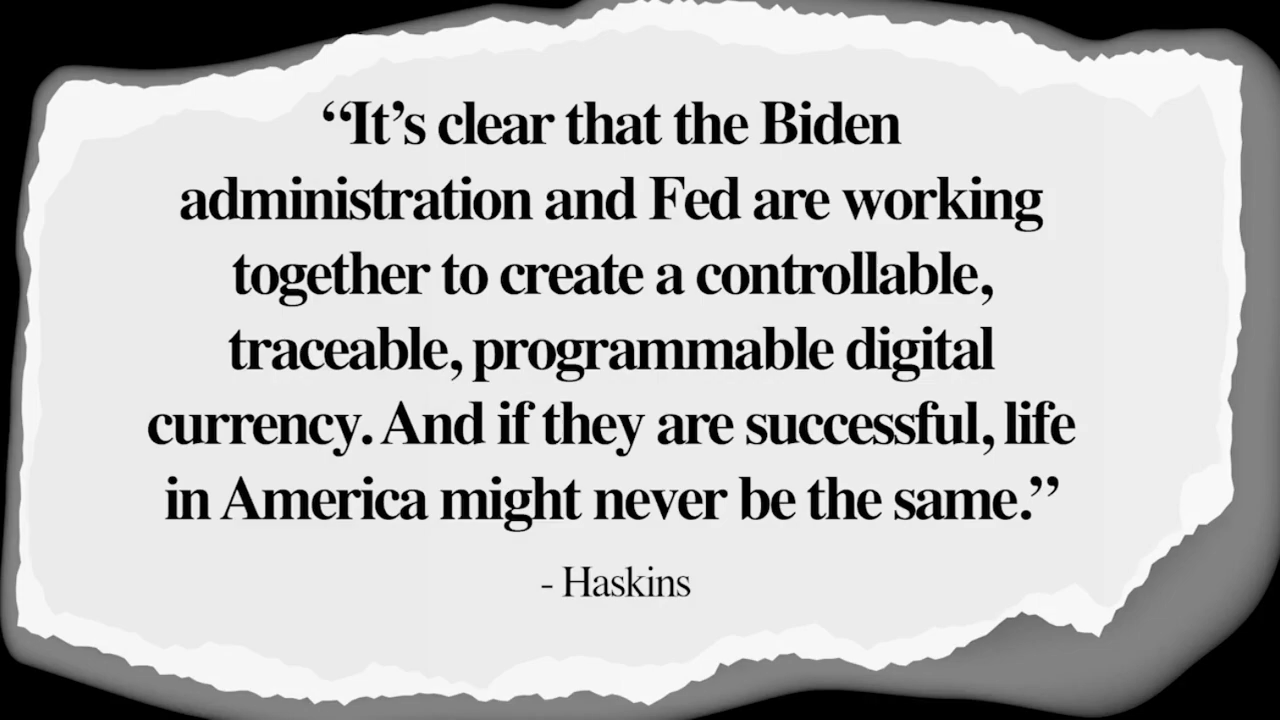 “It’s clear that the Biden
administration and Fed are working
together to create a controllable,
traceable, programmable digital
currency. And if they are successful, life
in America might never be the same.”
- Haskins